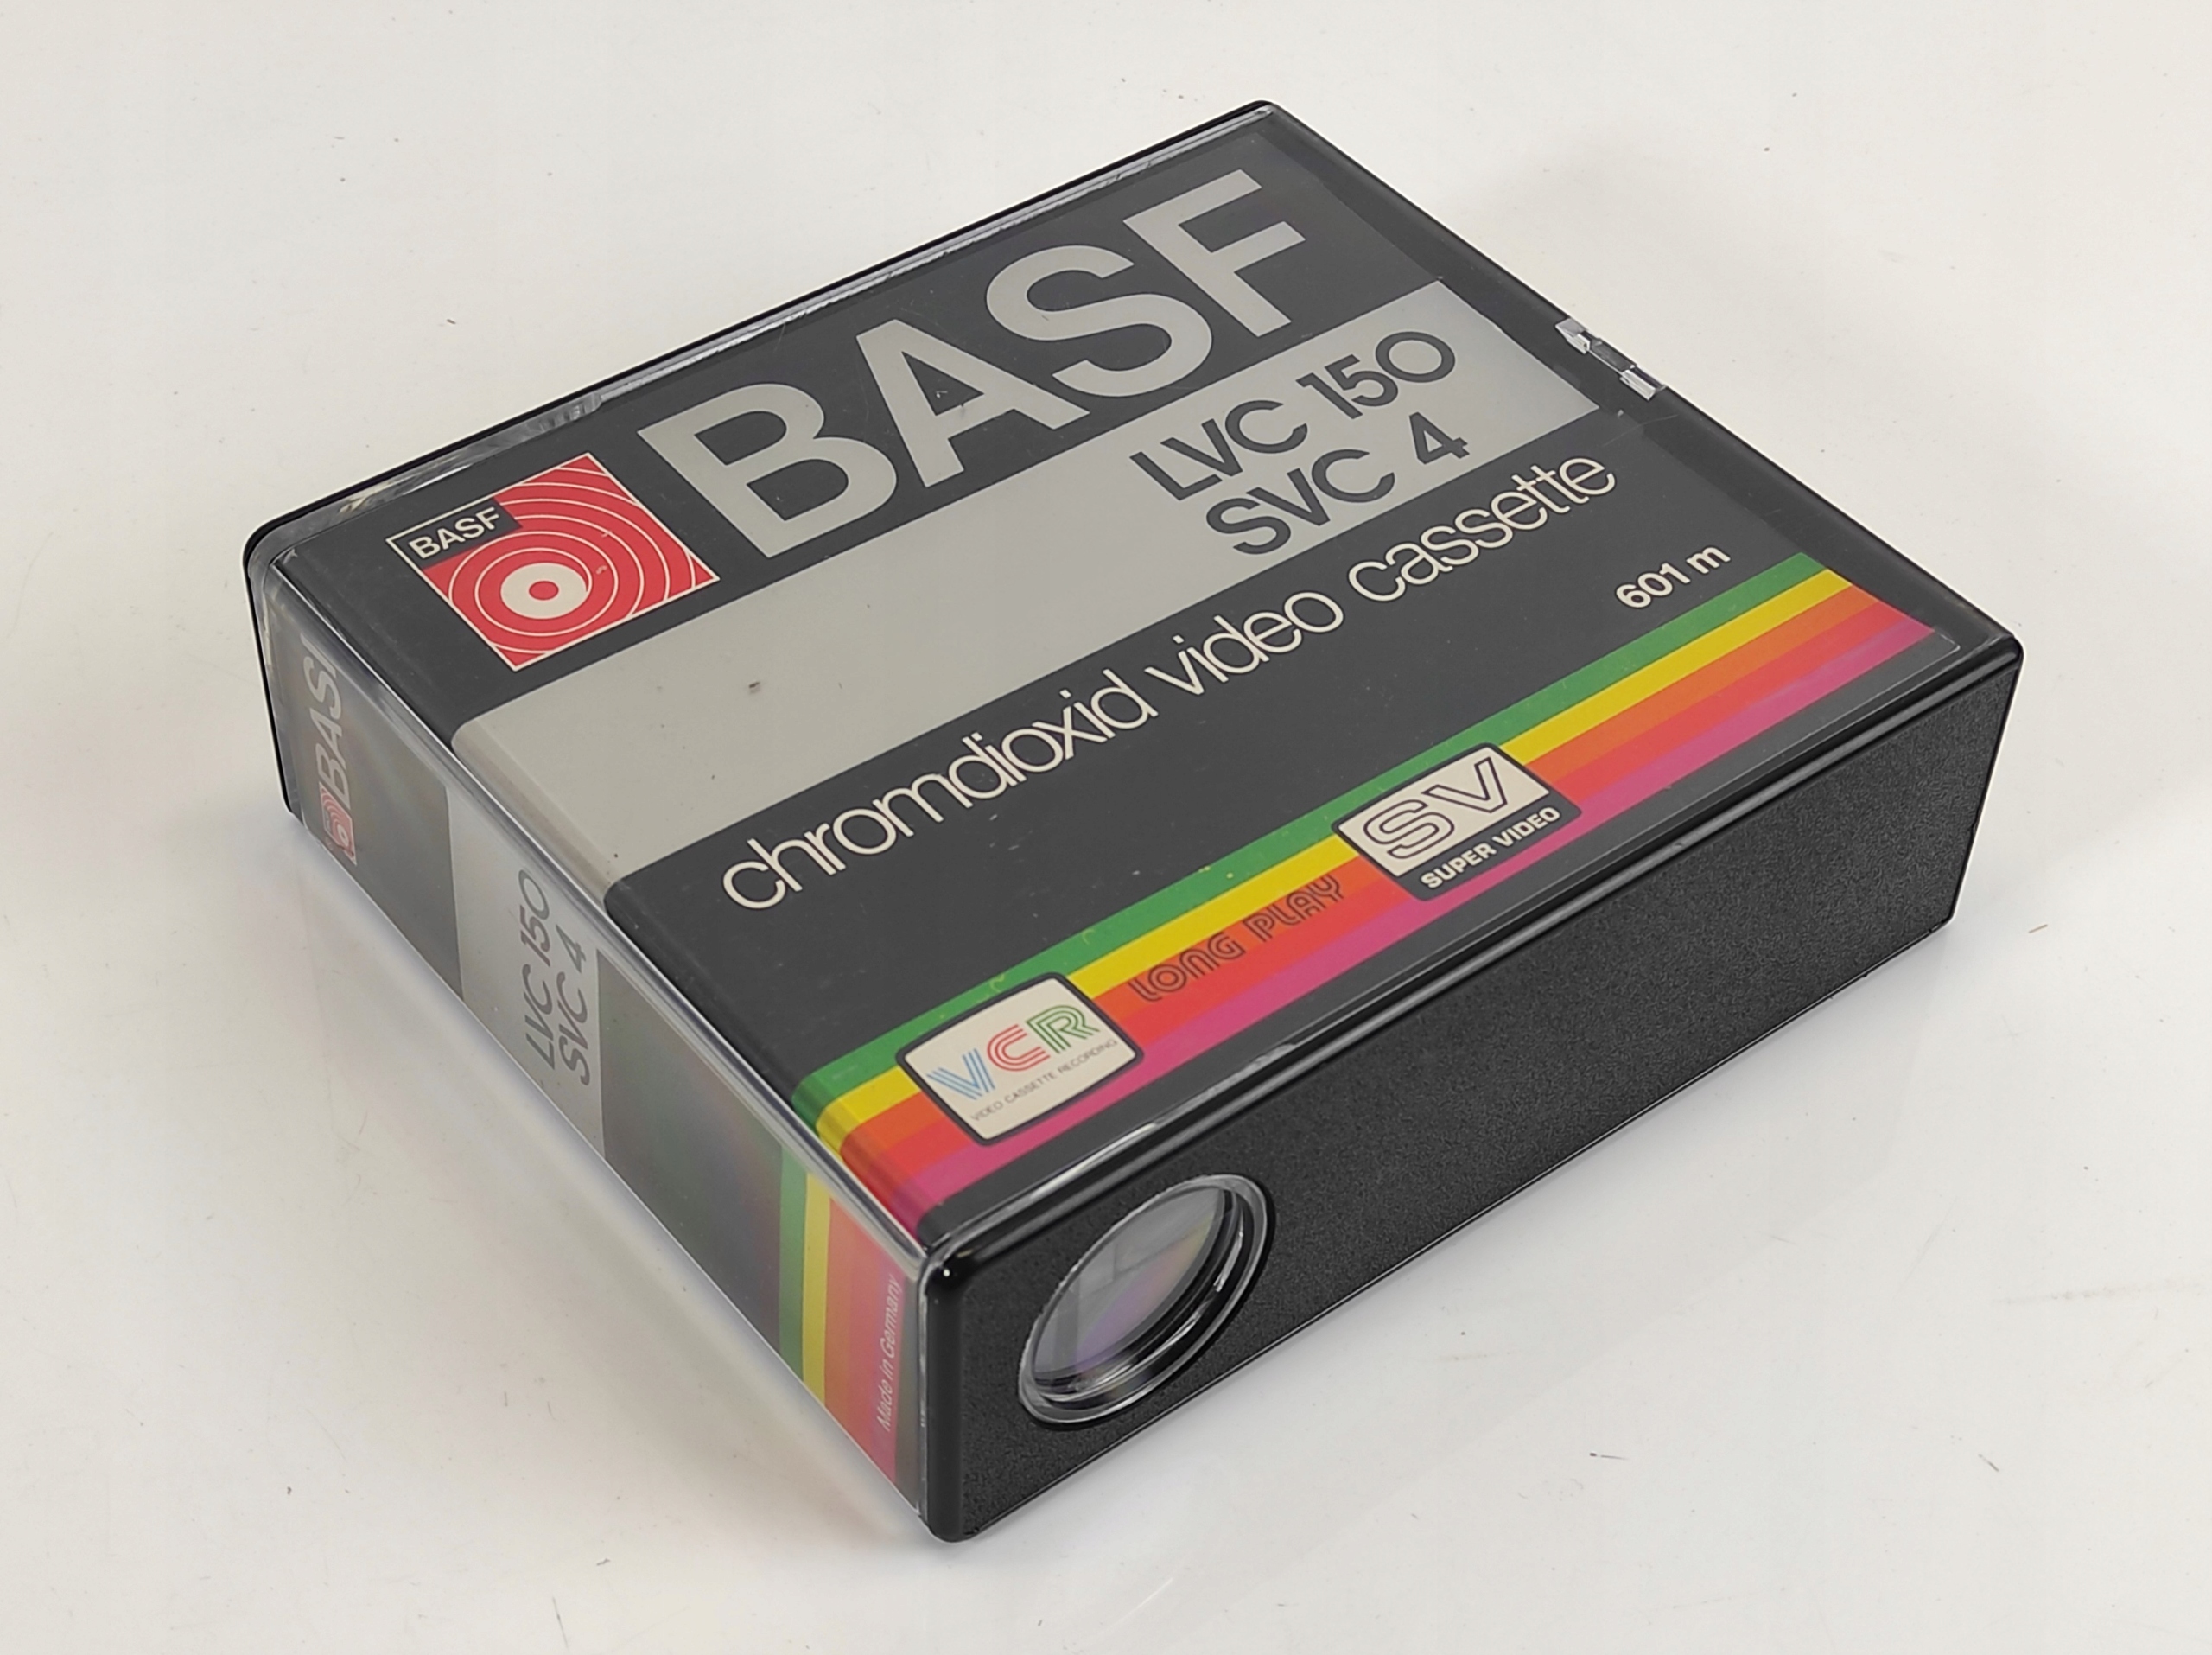 BASF
BASF
LVC 150
SVC 4
chromdioxid video cassette
601 m
SV
SUPER VIDEO
LONG PLAY
VCR
VIDEO CASSETTE RECORDING
BASF
LVC 150
SVC 4
Made in Germany